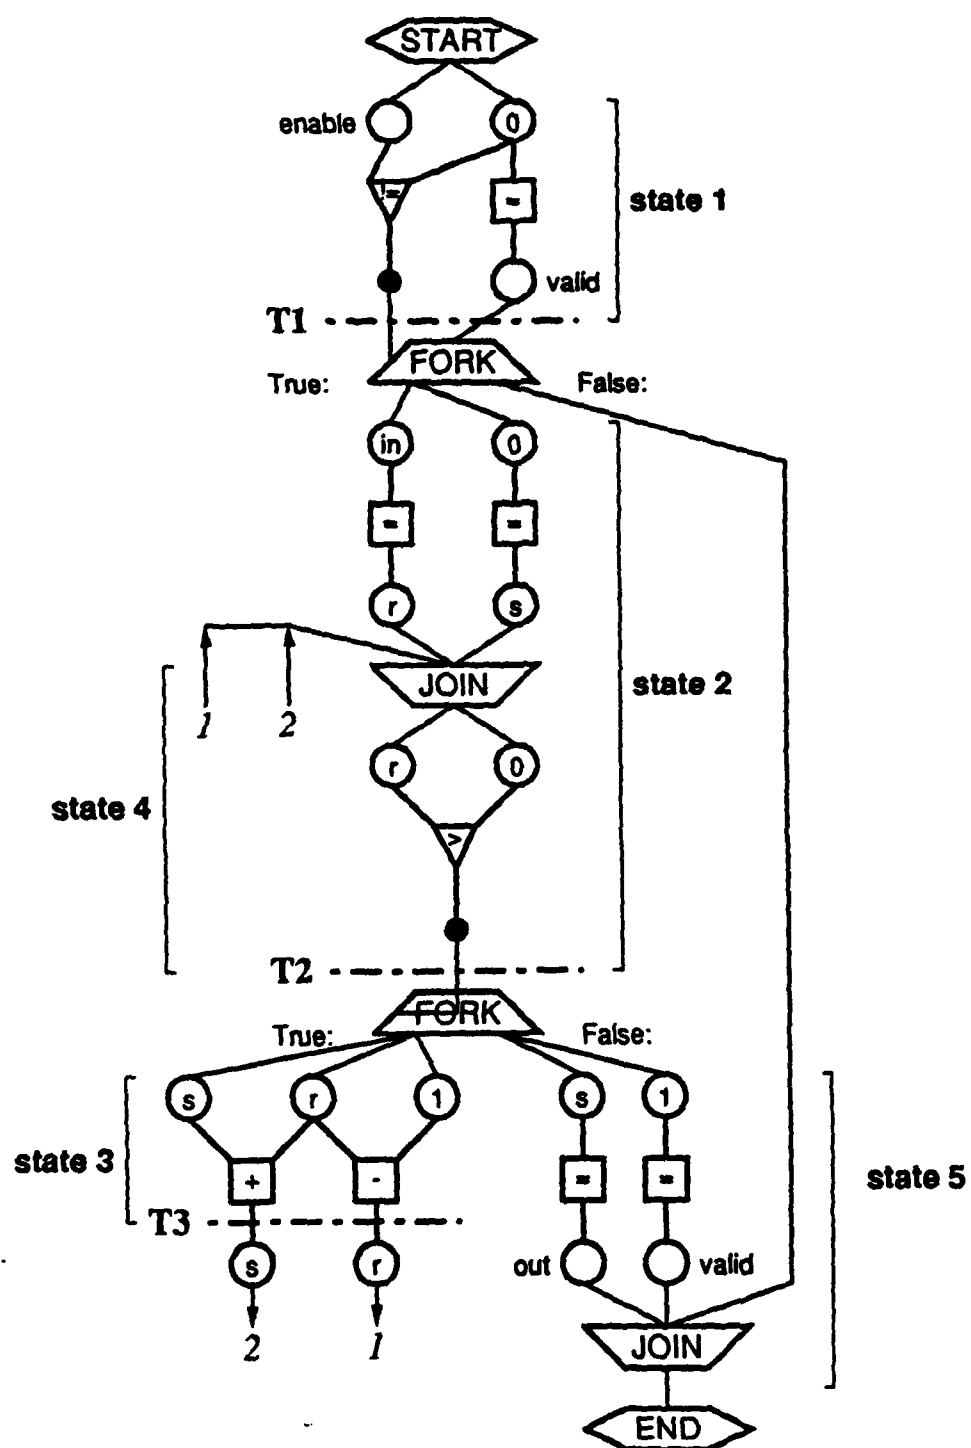 START
enable 0
!= = state 1
valid
T1
FORK
True: False:
in 0
= =
r s
JOIN state 2
1 2
r 0
state 4 >
T2
FORK
True: False:
s r 1 s 1
state 3 + - = = state 5
T3
s r out valid
2 1 JOIN
END